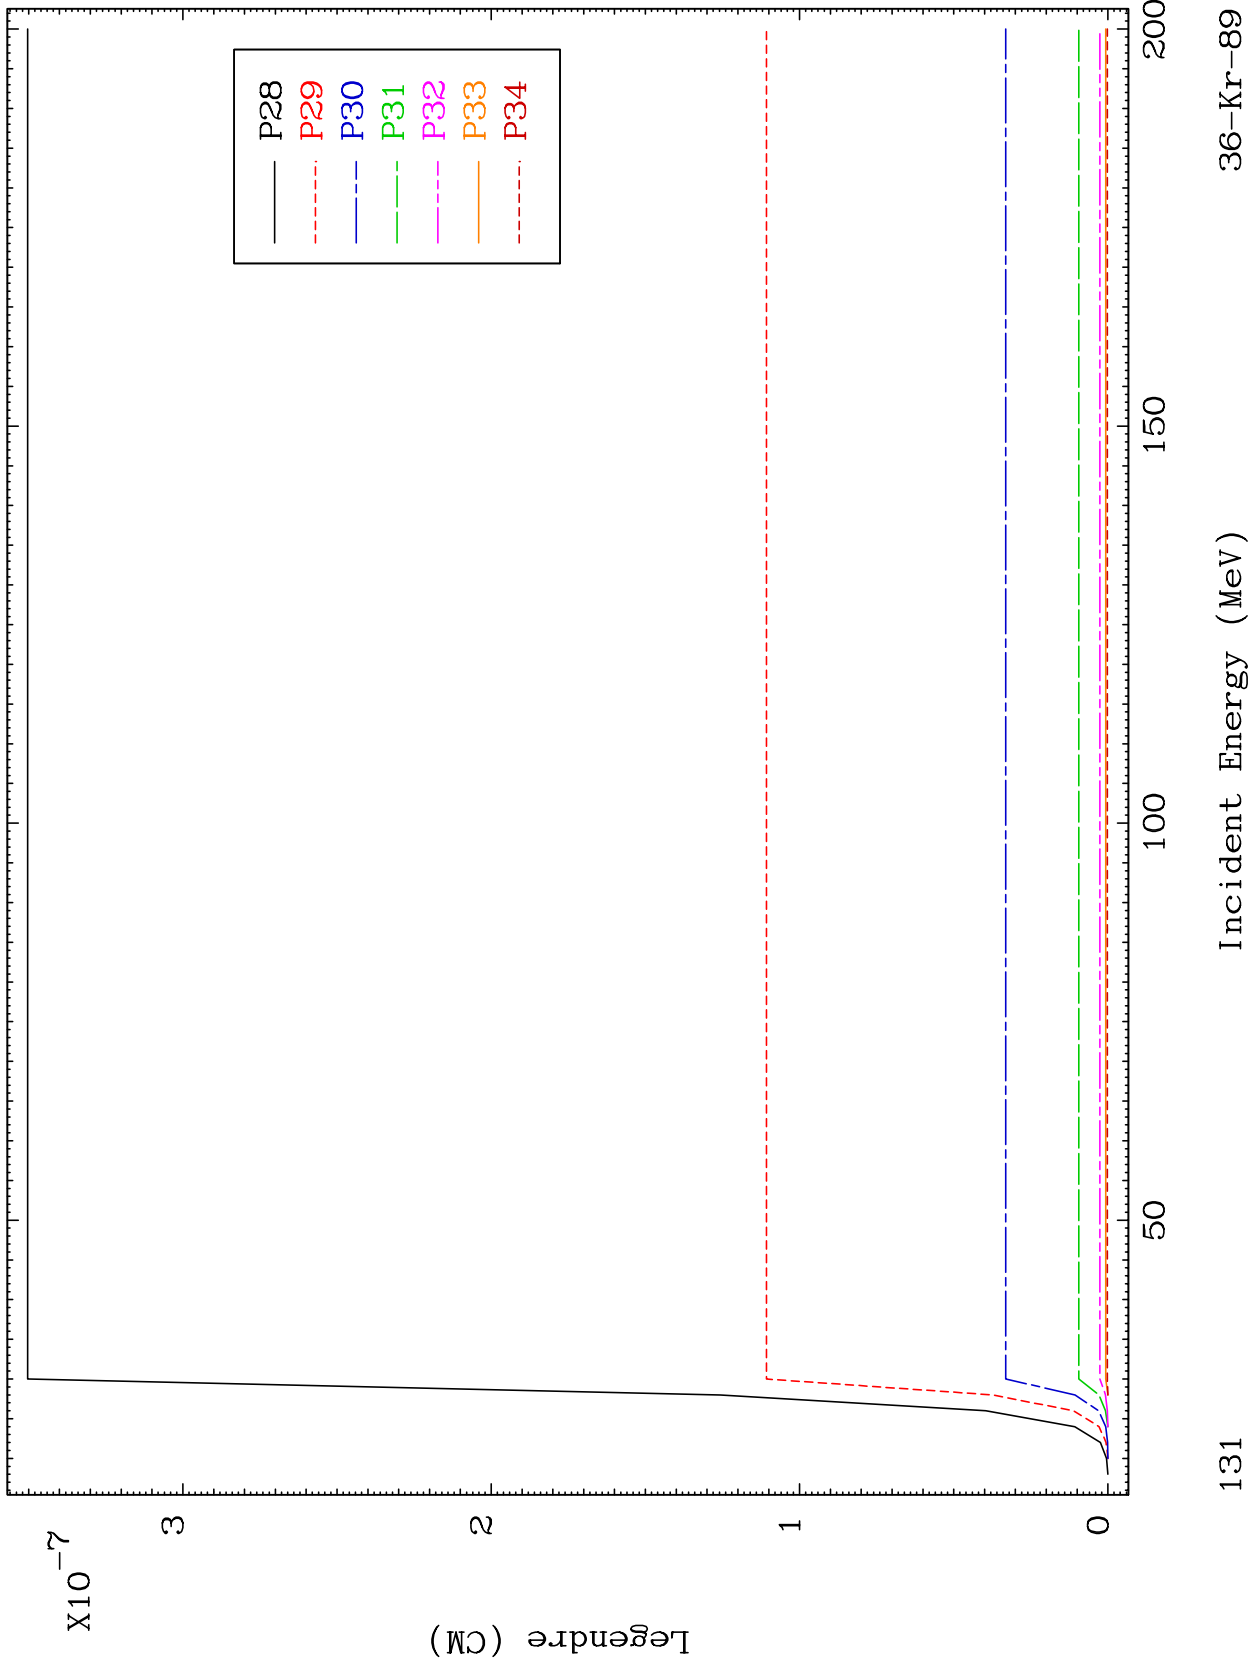 X10-7
3
2
1
0
Legendre (CM)
P28
P29
P30
P31
P32
P33
P34
50
100
150
200
Incident Energy (MeV)
131
36-Kr-89